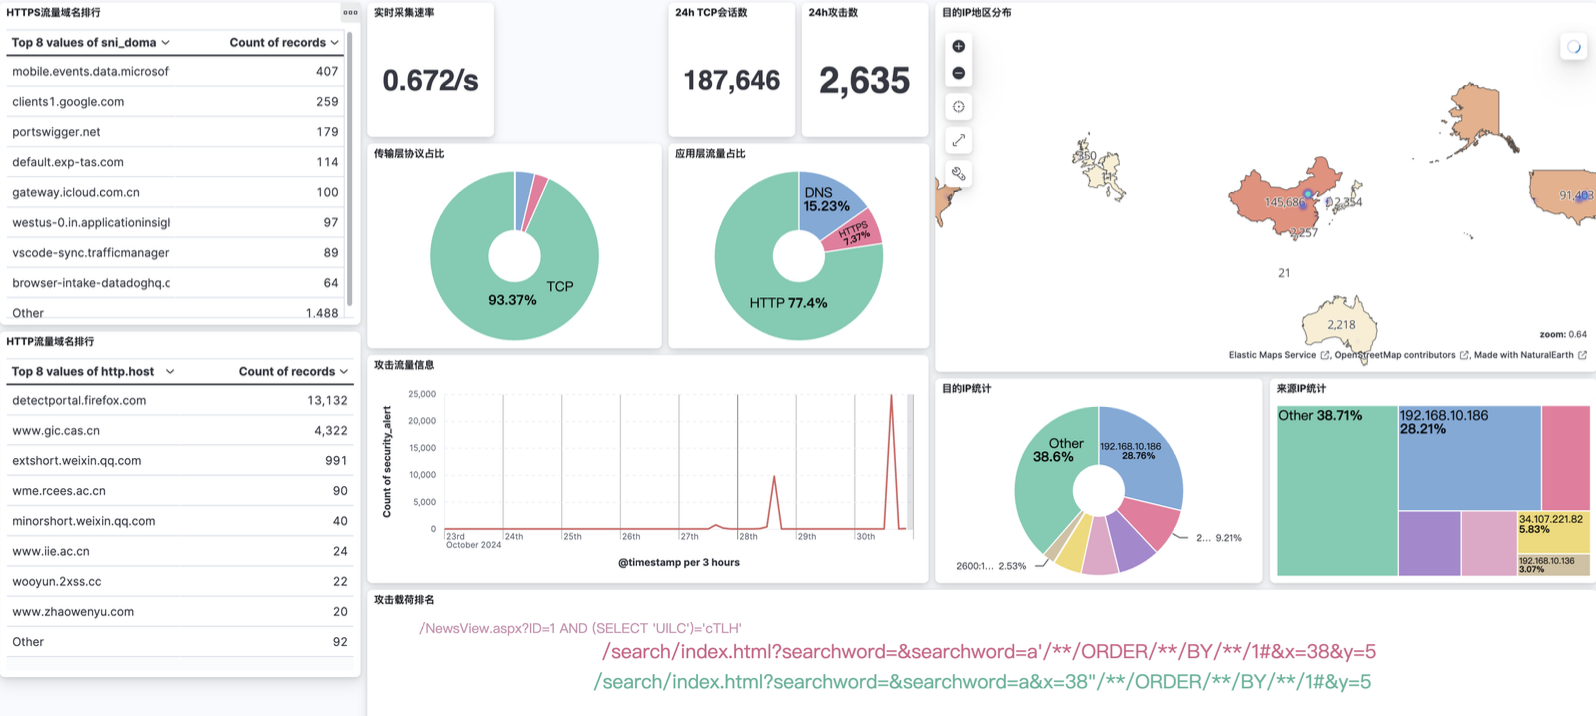 HTTPS流量域名排行
Top 8 values of sni_doma Count of records
mobile.events.data.microsof 407
clients1.google.com 259
portswigger.net 179
default.exp-tas.com 114
gateway.icloud.com.cn 100
westus-0.in.applicationinsigl 97
vscode-sync.trafficmanager 89
browser-intake-datadoghq.c 64
Other 1,488
HTTP流量域名排行
Top 8 values of http.host Count of records
detectportal.firefox.com 13,132
www.gic.cas.cn 4,322
extshort.weixin.qq.com 991
wme.rcees.ac.cn 90
minorshort.weixin.qq.com 40
www.iie.ac.cn 24
wooyun.2xss.cc 22
www.zhaowenyu.com 20
Other 92
实时采集速率
0.672/s
24h TCP会话数
187,646
24h攻击数
2,635
传输层协议占比
TCP
93.37%
应用层流量占比
DNS
15.23%
HTTPS
7.37%
HTTP 77.4%
攻击流量信息
Count of security_alert
25,000
20,000
15,000
10,000
5,000
0
23rd 24th 25th 26th 27th 28th 29th 30th
October 2024
@timestamp per 3 hours
目的IP地区分布
350
145,686
2,354
2,257
91,403
21
2,218
zoom: 0.64
Elastic Maps Service , OpenStreetMap contributors , Made with NaturalEarth
目的IP统计
Other
38.6%
192.168.10.186
28.76%
2... 9.21%
2600:1... 2.53%
来源IP统计
Other 38.71%
192.168.10.186
28.21%
34.107.221.82
5.83%
192.168.10.136
3.07%
攻击载荷排名
/NewsView.aspx?ID=1 AND (SELECT 'UILC')='cTLH'
/search/index.html?searchword=&searchword=a'/**/ORDER/**/BY/**/1#&x=38&y=5
/search/index.html?searchword=&searchword=a&x=38"/**/ORDER/**/BY/**/1#&y=5